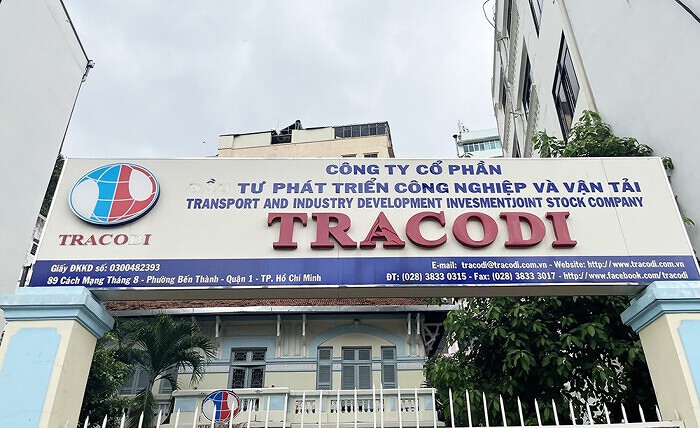 CÔNG TY CỔ PHẦN
TƯ PHÁT TRIỂN CÔNG NGHIỆP VÀ VẬN TẢI
TRANSPORT AND INDUSTRY DEVELOPMENT INVESMENTJOINT STOCK COMPANY
TRACODI
TRACODI
Giấy ĐKKD số: 0300482393
89 Cách Mạng Tháng 8 - Phường Bến Thành - Quận 1 - TP. Hồ Chí Minh
E-mail: tracodi@tracodi.com.vn - Website: http://www.tracodi.com.vn
ĐT: (028) 3833 0315 - Fax: (028) 3833 3017 - http://www.facebook.com/tracodi